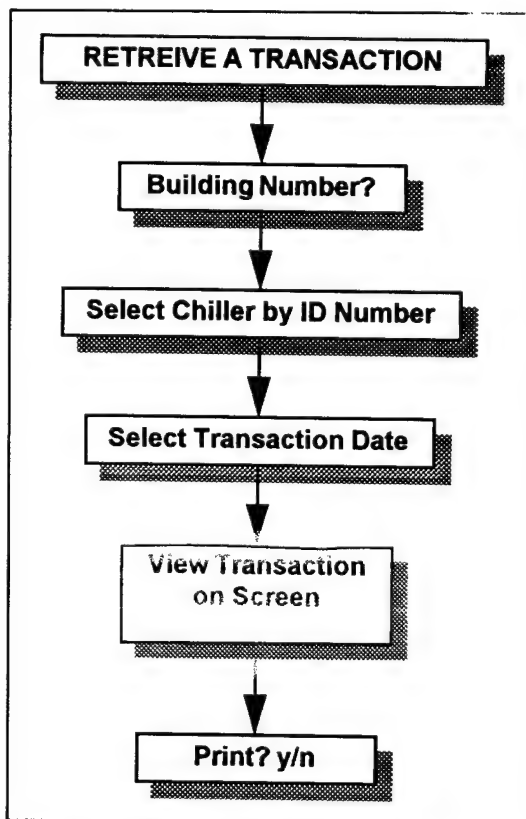 RETREIVE A TRANSACTION
Building Number?
Select Chiller by ID Number
Select Transaction Date
View Transaction
on Screen
Print? y/n